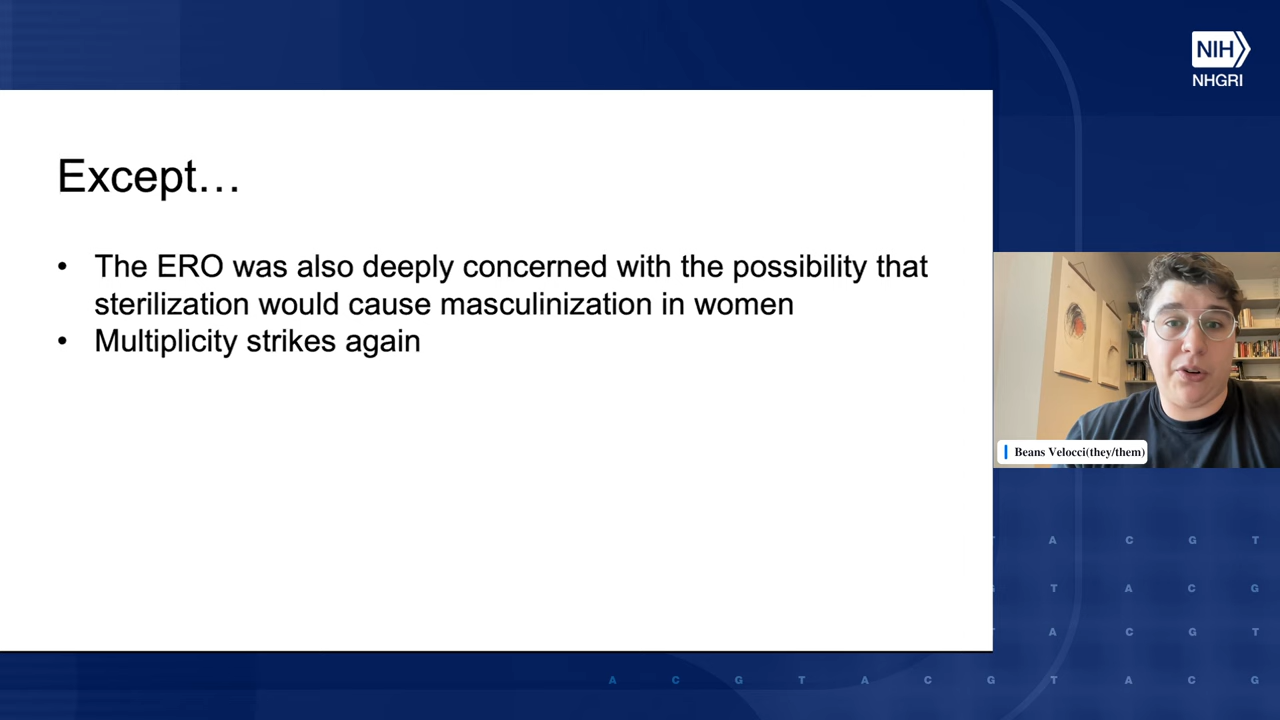 NIH
NHGRI
Except…
• The ERO was also deeply concerned with the possibility that
sterilization would cause masculinization in women
• Multiplicity strikes again
Beans Velocci(they/them)
T A C G T
G T A C G
T A C G T
A C G T A C G T A C G